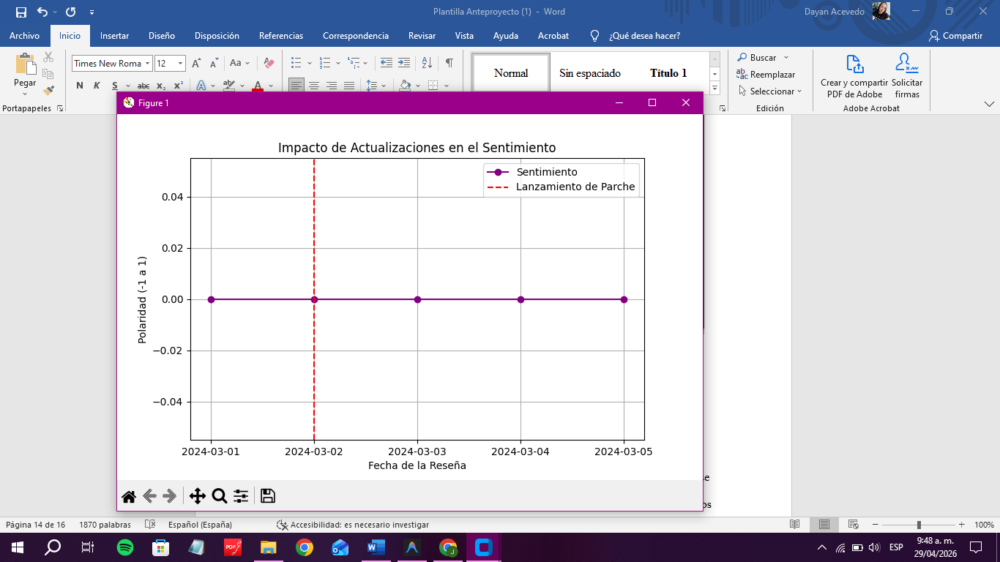 Plantilla Anteproyecto (1) - Word
Dayan Acevedo
Archivo Inicio Insertar Diseño Disposición Referencias Correspondencia Revisar Vista Ayuda Acrobat ¿Qué desea hacer? Compartir
Pegar
Portapapeles
Times New Roma 12
Aa
N K S abc x₂ x² A A
Normal Sin espaciado Título 1
Buscar
Reemplazar
Seleccionar
Edición
Crear y compartir PDF de Adobe
Solicitar firmas
Adobe Acrobat
Figure 1
Impacto de Actualizaciones en el Sentimiento
Sentimiento
Lanzamiento de Parche
Polaridad (-1 a 1)
0.04
0.02
0.00
−0.02
−0.04
2024-03-01 2024-03-02 2024-03-03 2024-03-04 2024-03-05
Fecha de la Reseña
os
Página 14 de 16 1870 palabras Español (España) Accesibilidad: es necesario investigar 100%
PDF
ESP
9:48 a. m.
29/04/2026